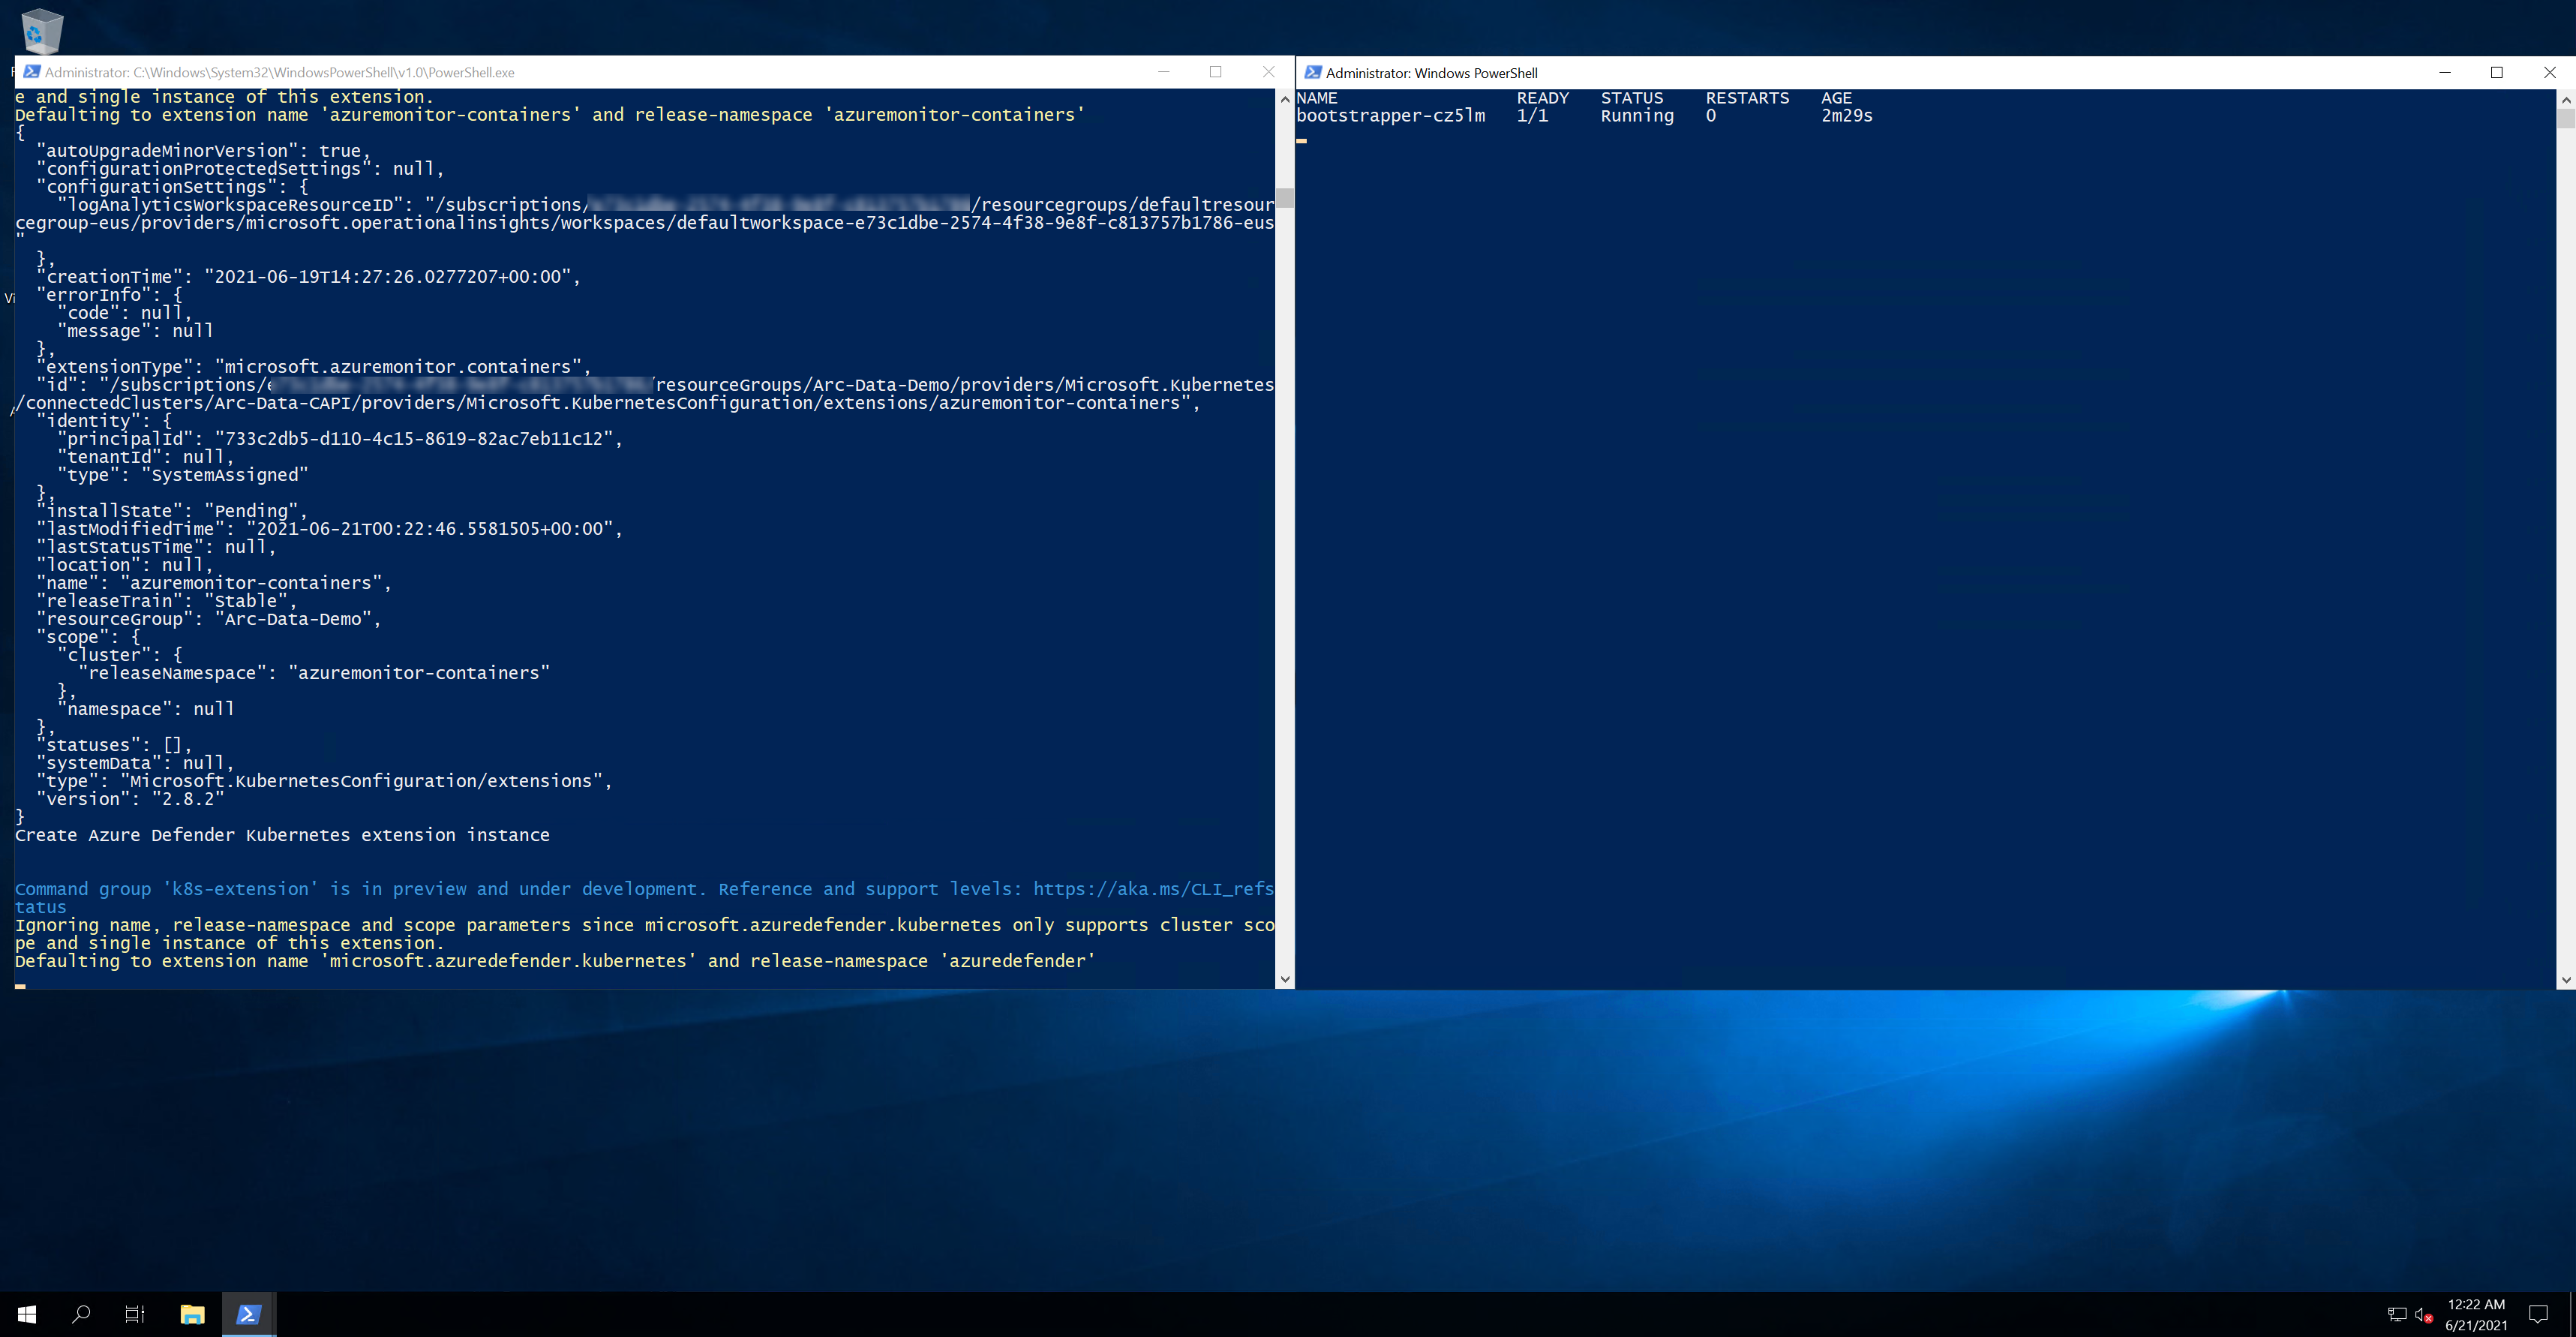 Administrator: C:\Windows\System32\WindowsPowerShell\v1.0\PowerShell.exe
e and single instance of this extension.
Defaulting to extension name 'azuremonitor-containers' and release-namespace 'azuremonitor-containers'
{
  "autoUpgradeMinorVersion": true,
  "configurationProtectedSettings": null,
  "configurationSettings": {
    "logAnalyticsWorkspaceResourceID": "/subscriptions/ /resourcegroups/defaultresour
cegroup-eus/providers/microsoft.operationalinsights/workspaces/defaultworkspace-e73c1dbe-2574-4f38-9e8f-c813757b1786-eus
"
  },
  "creationTime": "2021-06-19T14:27:26.0277207+00:00",
  "errorInfo": {
    "code": null,
    "message": null
  },
  "extensionType": "microsoft.azuremonitor.containers",
  "id": "/subscriptions/ /resourceGroups/Arc-Data-Demo/providers/Microsoft.Kubernetes
/connectedClusters/Arc-Data-CAPI/providers/Microsoft.KubernetesConfiguration/extensions/azuremonitor-containers",
  "identity": {
    "principalId": "733c2db5-d110-4c15-8619-82ac7eb11c12",
    "tenantId": null,
    "type": "SystemAssigned"
  },
  "installState": "Pending",
  "lastModifiedTime": "2021-06-21T00:22:46.5581505+00:00",
  "lastStatusTime": null,
  "location": null,
  "name": "azuremonitor-containers",
  "releaseTrain": "Stable",
  "resourceGroup": "Arc-Data-Demo",
  "scope": {
    "cluster": {
      "releaseNamespace": "azuremonitor-containers"
    },
    "namespace": null
  },
  "statuses": [],
  "systemData": null,
  "type": "Microsoft.KubernetesConfiguration/extensions",
  "version": "2.8.2"
}
Create Azure Defender Kubernetes extension instance
Command group 'k8s-extension' is in preview and under development. Reference and support levels: https://aka.ms/CLI_refs
tatus
Ignoring name, release-namespace and scope parameters since microsoft.azuredefender.kubernetes only supports cluster sco
pe and single instance of this extension.
Defaulting to extension name 'microsoft.azuredefender.kubernetes' and release-namespace 'azuredefender'
Administrator: Windows PowerShell
NAME READY STATUS RESTARTS AGE
bootstrapper-cz5lm 1/1 Running 0 2m29s
12:22 AM
6/21/2021